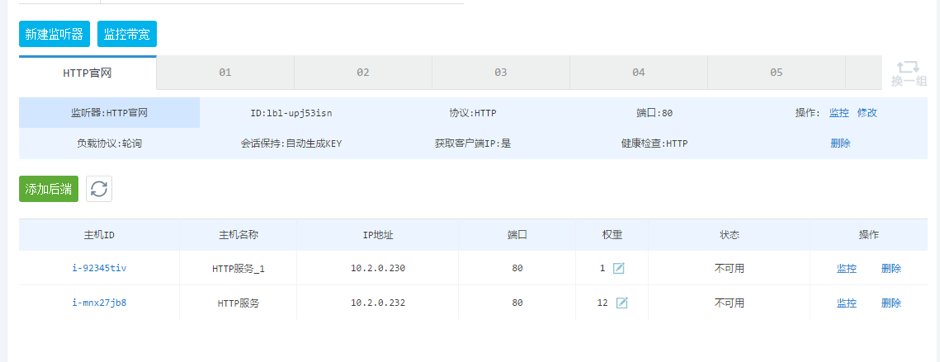 新建监听器 监控带宽
HTTP官网 01 02 03 04 05
换一组
监听器:HTTP官网 ID:lbl-upj53isn 协议:HTTP 端口:80 操作: 监控 修改
负载协议:轮询 会话保持:自动生成KEY 获取客户端IP:是 健康检查:HTTP 删除
添加后端
主机ID 主机名称 IP地址 端口 权重 状态 操作
i-92345tiv HTTP服务_1 10.2.0.230 80 1 不可用 监控 删除
i-mnx27jb8 HTTP服务 10.2.0.232 80 12 不可用 监控 删除